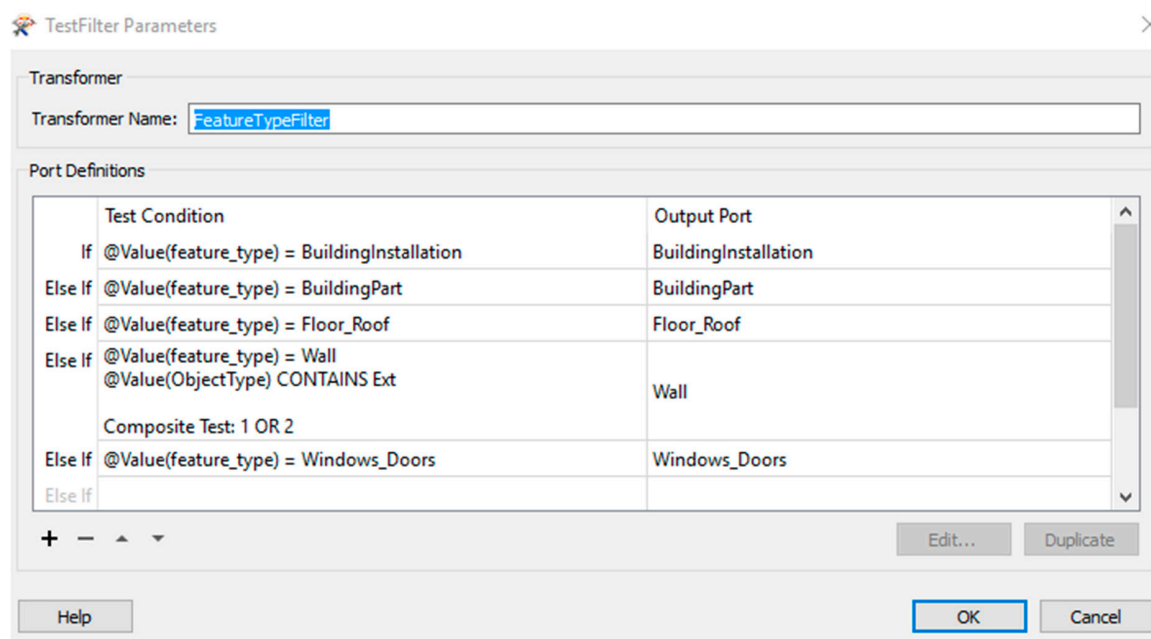 TestFilter Parameters
Transformer
Transformer Name: FeatureTypeFilter
Port Definitions
Test Condition Output Port
If @Value(feature_type) = BuildingInstallation BuildingInstallation
Else If @Value(feature_type) = BuildingPart BuildingPart
Else If @Value(feature_type) = Floor_Roof Floor_Roof
Else If @Value(feature_type) = Wall
@Value(ObjectType) CONTAINS Ext
Wall
Composite Test: 1 OR 2
Else If @Value(feature_type) = Windows_Doors Windows_Doors
Else If
Edit... Duplicate
Help OK Cancel